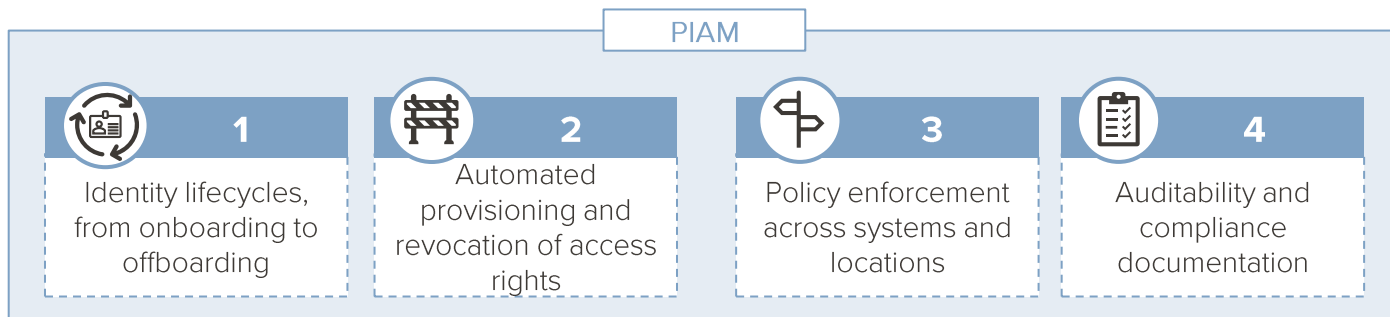 PIAM
1
Identity lifecycles,
from onboarding to
offboarding
2
Automated
provisioning and
revocation of access
rights
3
Policy enforcement
across systems and
locations
4
Auditability and
compliance
documentation